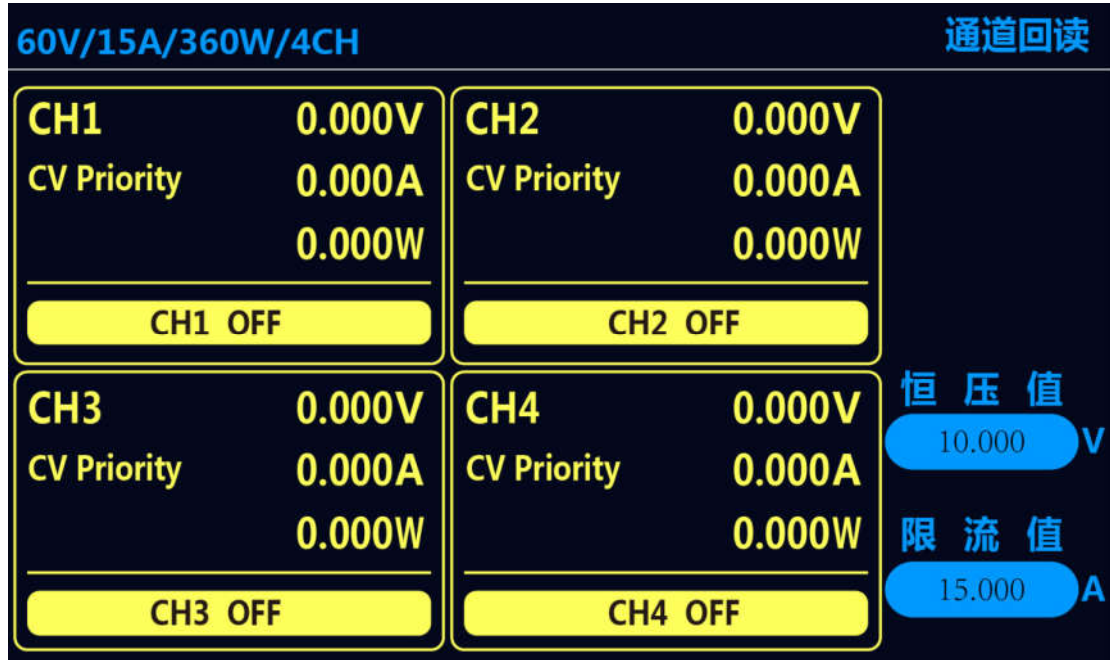 60V/15A/360W/4CH
通道回读
CH1 0.000V
CV Priority 0.000A
0.000W
CH1 OFF
CH2 0.000V
CV Priority 0.000A
0.000W
CH2 OFF
CH3 0.000V
CV Priority 0.000A
0.000W
CH3 OFF
CH4 0.000V
CV Priority 0.000A
0.000W
CH4 OFF
恒 压 值
10.000 V
限 流 值
15.000 A